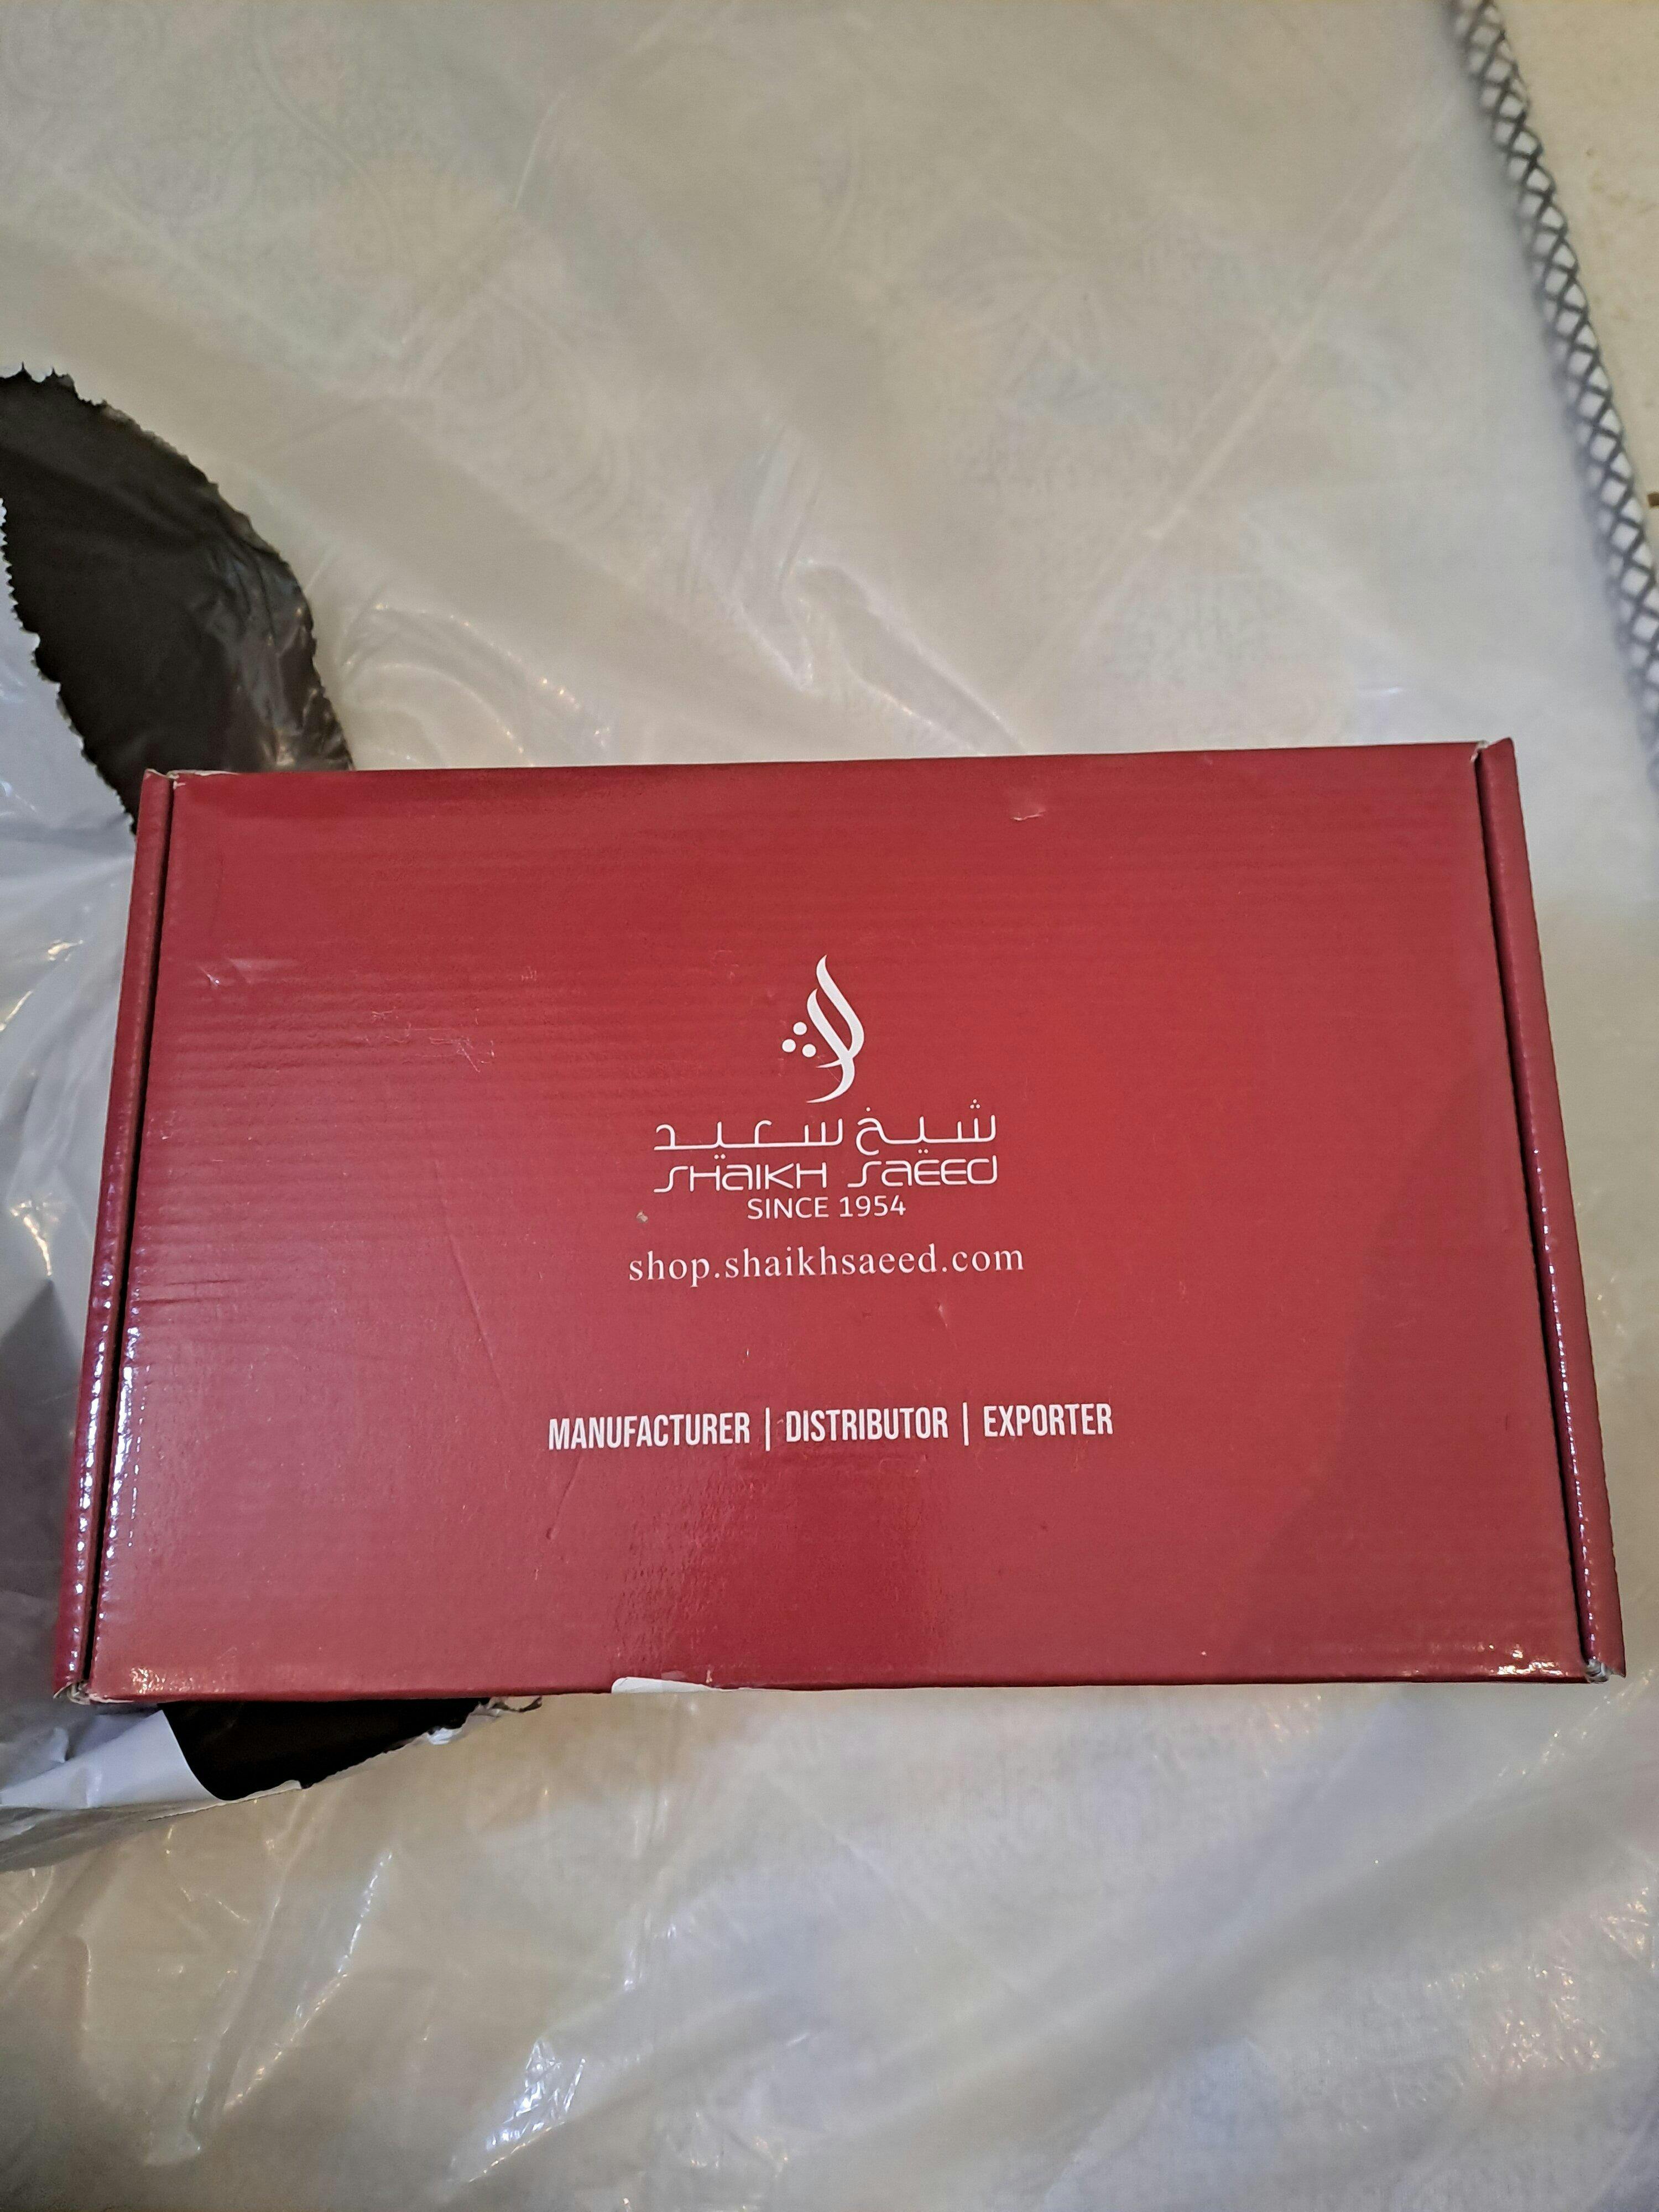 شيخ سعيد
SHAIKH SAEED
SINCE 1954
shop.shaikhsaeed.com
MANUFACTURER | DISTRIBUTOR | EXPORTER